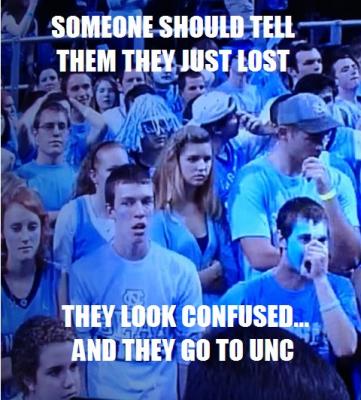 SOMEONE SHOULD TELL
THEM THEY JUST LOST
THEY LOOK CONFUSED...
AND THEY GO TO UNC